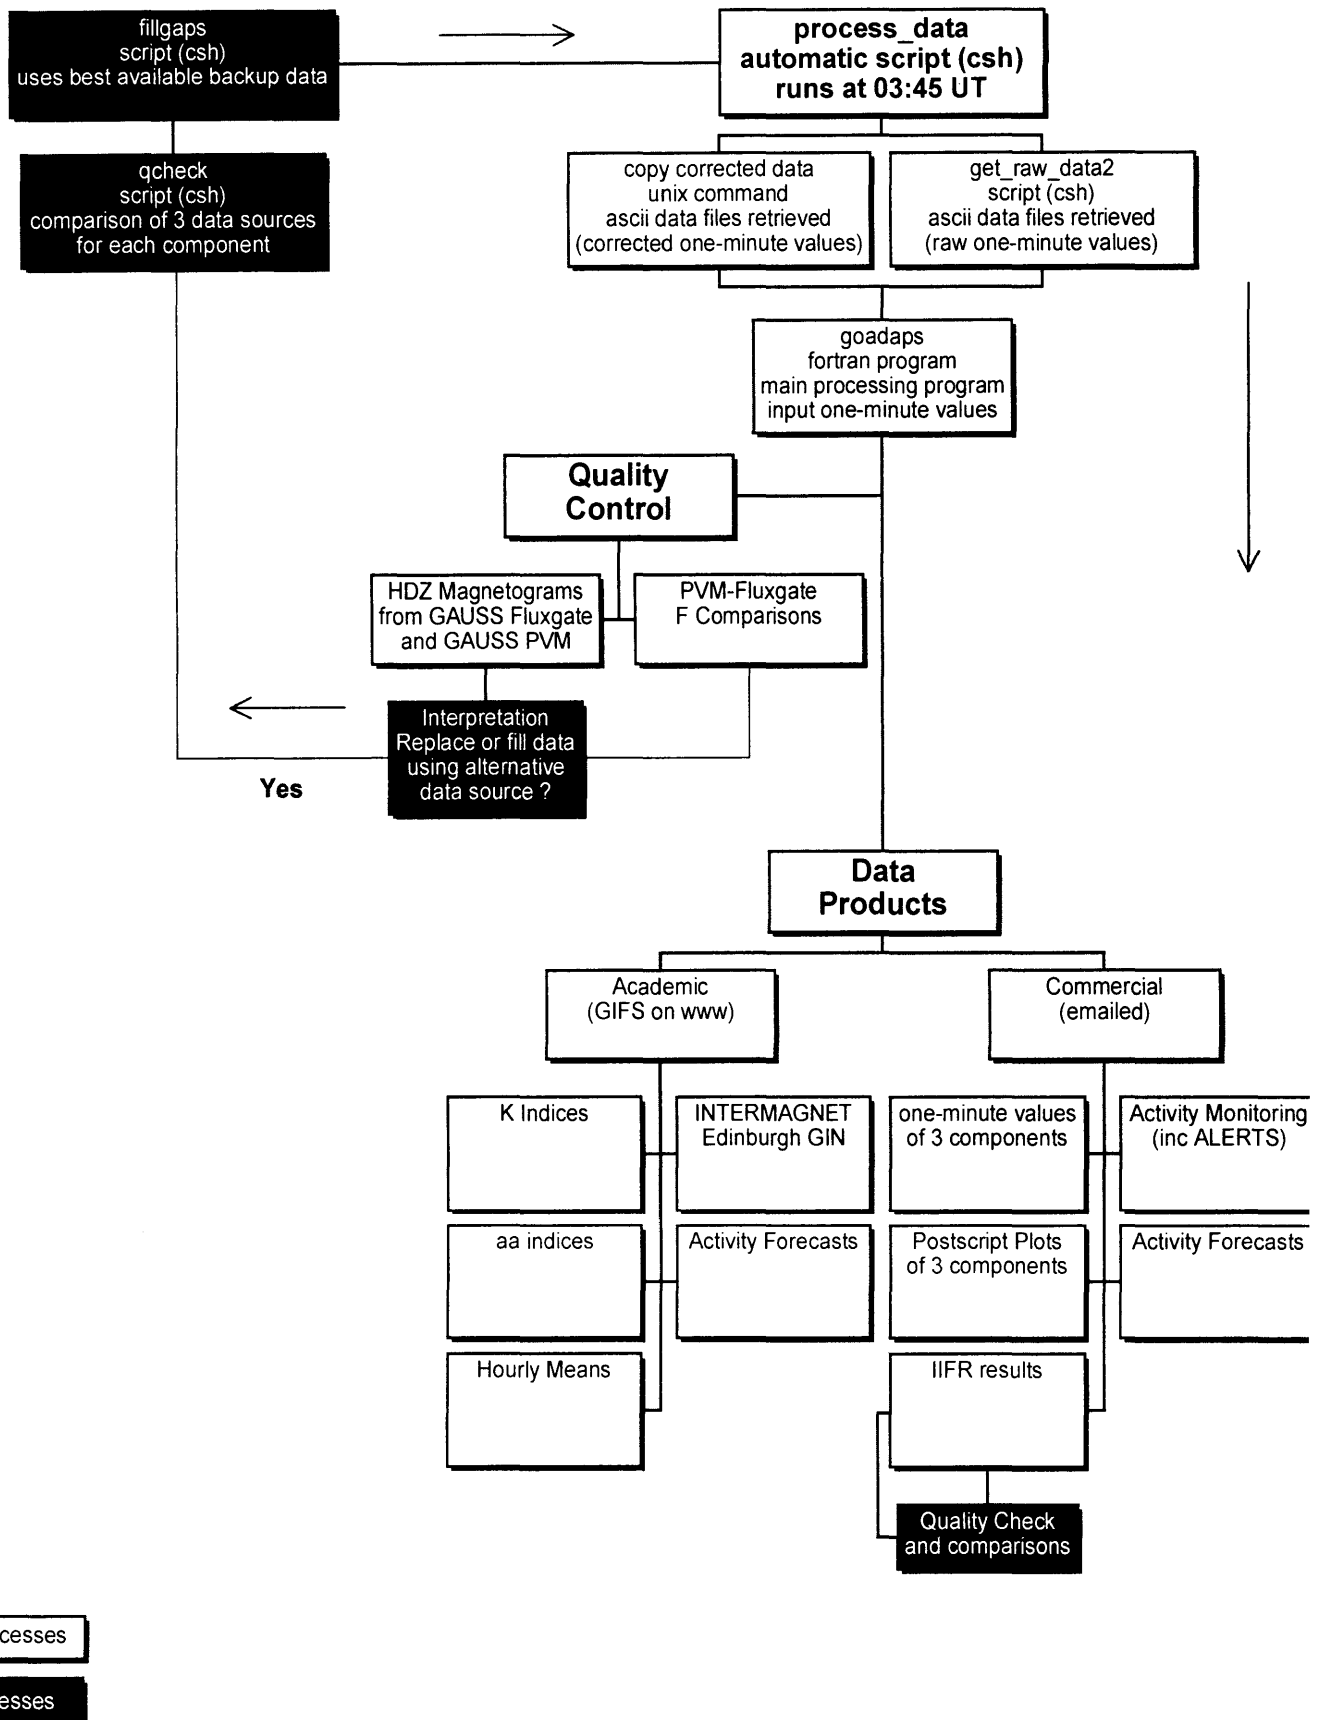 fillgaps
script (csh)
uses best available backup data
process_data
automatic script (csh)
runs at 03:45 UT
qcheck
script (csh)
comparison of 3 data sources
for each component
copy corrected data
unix command
ascii data files retrieved
(corrected one-minute values)
get_raw_data2
script (csh)
ascii data files retrieved
(raw one-minute values)
goadaps
fortran program
main processing program
input one-minute values
Quality
Control
HDZ Magnetograms
from GAUSS Fluxgate
and GAUSS PVM
PVM-Fluxgate
F Comparisons
Interpretation
Replace or fill data
using alternative
data source ?
Yes
Data
Products
Academic
(GIFS on www)
Commercial
(emailed)
K Indices
INTERMAGNET
Edinburgh GIN
one-minute values
of 3 components
Activity Monitoring
(inc ALERTS)
aa indices
Activity Forecasts
Postscript Plots
of 3 components
Activity Forecasts
Hourly Means
IIFR results
Quality Check
and comparisons
cesses
esses